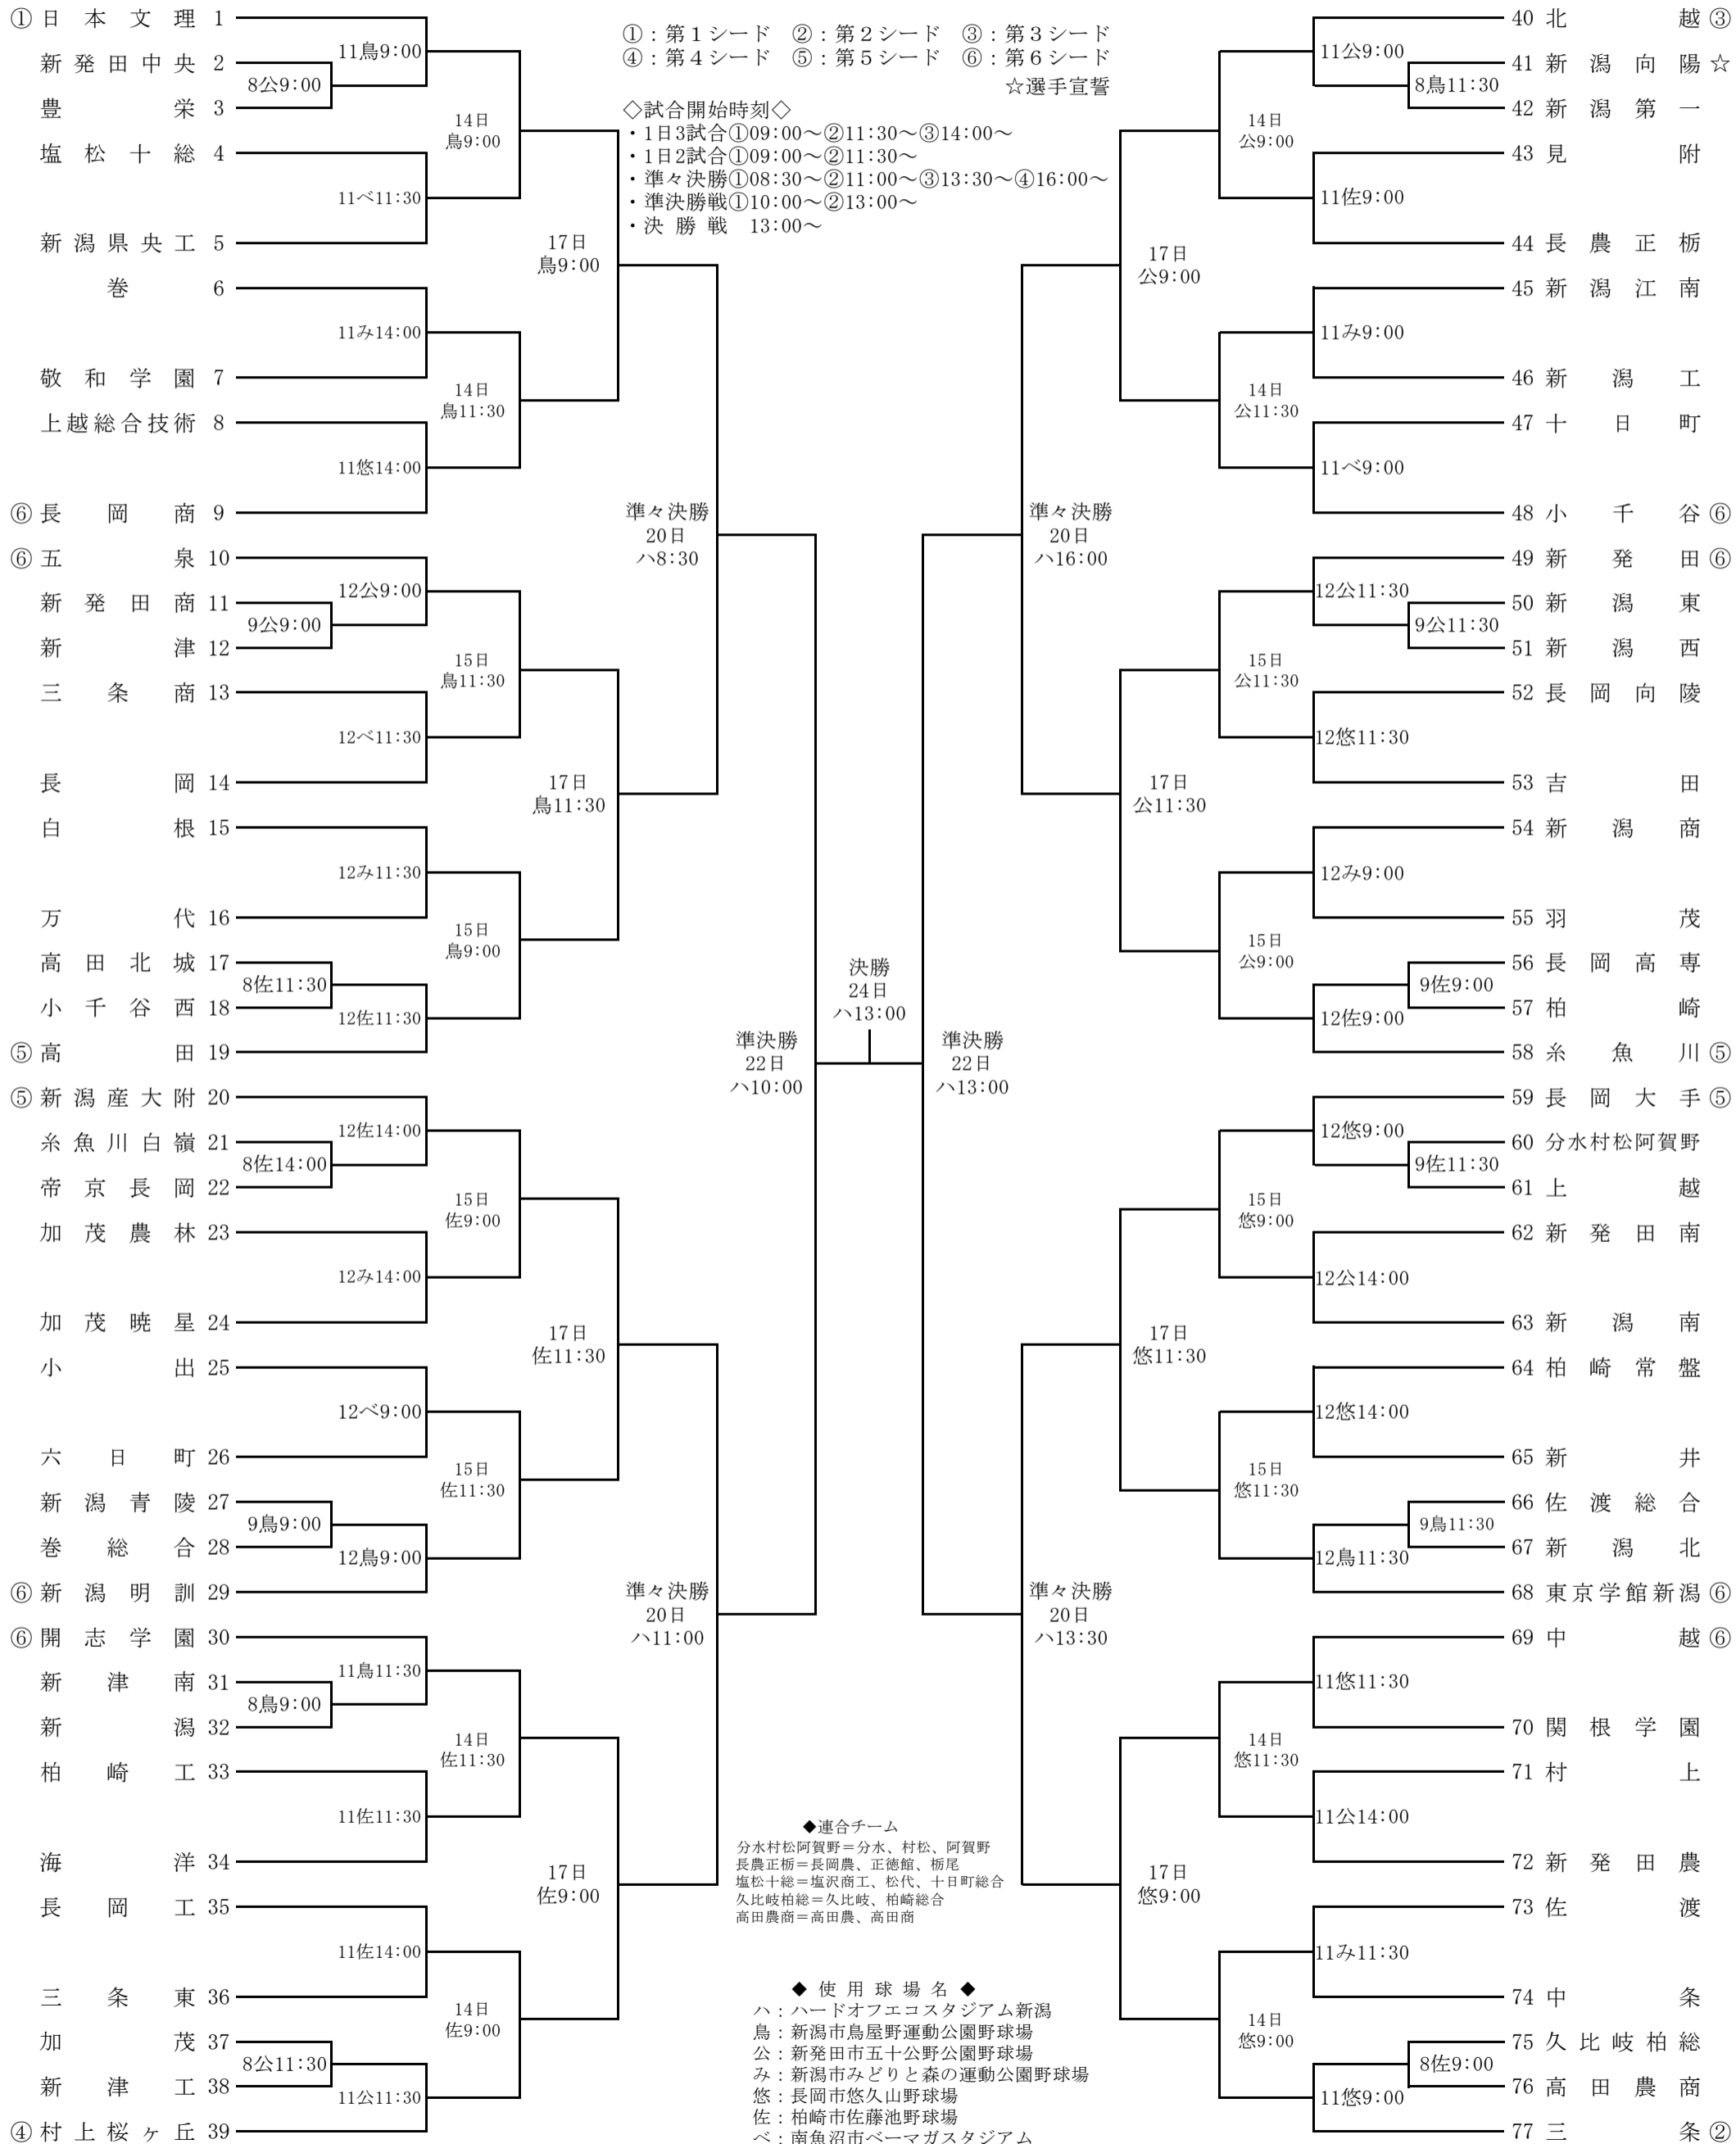 ①：第１シード　②：第２シード　③：第３シード
④：第４シード　⑤：第５シード　⑥：第６シード
☆選手宣誓
◇試合開始時刻◇
・1日3試合①09:00～②11:30～③14:00～
・1日2試合①09:00～②11:30～
・準々決勝①08:30～②11:00～③13:30～④16:00～
・準決勝戦①10:00～②13:00～
・決 勝 戦　13:00～
① 日本文理 1
11鳥9:00
新発田中央 2
8公9:00
豊栄 3
14日
鳥9:00
塩松十総 4
11べ11:30
新潟県央工 5
17日
鳥9:00
巻 6
11み14:00
敬和学園 7
14日
鳥11:30
上越総合技術 8
11悠14:00
⑥ 長岡商 9
準々決勝
20日
ハ8:30
⑥ 五泉 10
12公9:00
新発田商 11
9公9:00
新津 12
15日
鳥11:30
三条商 13
12べ11:30
長岡 14
17日
鳥11:30
白根 15
12み11:30
万代 16
15日
鳥9:00
高田北城 17
8佐11:30
小千谷西 18
12佐11:30
⑤ 高田 19
準決勝
22日
ハ10:00
⑤ 新潟産大附 20
12佐14:00
糸魚川白嶺 21
8佐14:00
帝京長岡 22
15日
佐9:00
加茂農林 23
12み14:00
加茂暁星 24
17日
佐11:30
小出 25
12べ9:00
六日町 26
15日
佐11:30
新潟青陵 27
9鳥9:00
巻総合 28
12鳥9:00
⑥ 新潟明訓 29
準々決勝
20日
ハ11:00
⑥ 開志学園 30
11鳥11:30
新津南 31
8鳥9:00
新潟 32
14日
佐11:30
柏崎工 33
11佐11:30
海洋 34
17日
佐9:00
長岡工 35
11佐14:00
三条東 36
14日
佐9:00
加茂 37
8公11:30
新津工 38
11公11:30
④ 村上桜ヶ丘 39
決勝
24日
ハ13:00
40 北越 ③
11公9:00
41 新潟向陽 ☆
8鳥11:30
42 新潟第一
14日
公9:00
43 見附
11佐9:00
44 長農正栃
17日
公9:00
45 新潟江南
11み9:00
46 新潟工
14日
公11:30
47 十日町
11べ9:00
48 小千谷 ⑥
準々決勝
20日
ハ16:00
49 新発田 ⑥
12公11:30
50 新潟東
9公11:30
51 新潟西
15日
公11:30
52 長岡向陵
12悠11:30
53 吉田
17日
公11:30
54 新潟商
12み9:00
55 羽茂
15日
公9:00
56 長岡高専
9佐9:00
57 柏崎
12佐9:00
58 糸魚川 ⑤
準決勝
22日
ハ13:00
59 長岡大手 ⑤
12悠9:00
60 分水村松阿賀野
9佐11:30
61 上越
15日
悠9:00
62 新発田南
12公14:00
63 新潟南
17日
悠11:30
64 柏崎常盤
12悠14:00
65 新井
15日
悠11:30
66 佐渡総合
9鳥11:30
67 新潟北
12鳥11:30
68 東京学館新潟 ⑥
準々決勝
20日
ハ13:30
69 中越 ⑥
11悠11:30
70 関根学園
14日
悠11:30
71 村上
11公14:00
72 新発田農
17日
悠9:00
73 佐渡
11み11:30
74 中条
14日
悠9:00
75 久比岐柏総
8佐9:00
76 高田農商
11悠9:00
77 三条 ②
◆連合チーム
分水村松阿賀野＝分水、村松、阿賀野
長農正栃＝長岡農、正徳館、栃尾
塩松十総＝塩沢商工、松代、十日町総合
久比岐柏総＝久比岐、柏崎総合
高田農商＝高田農、高田商
◆ 使 用 球 場 名 ◆
ハ：ハードオフエコスタジアム新潟
鳥：新潟市鳥屋野運動公園野球場
公：新発田市五十公野公園野球場
み：新潟市みどりと森の運動公園野球場
悠：長岡市悠久山野球場
佐：柏崎市佐藤池野球場
べ：南魚沼市ベーマガスタジアム